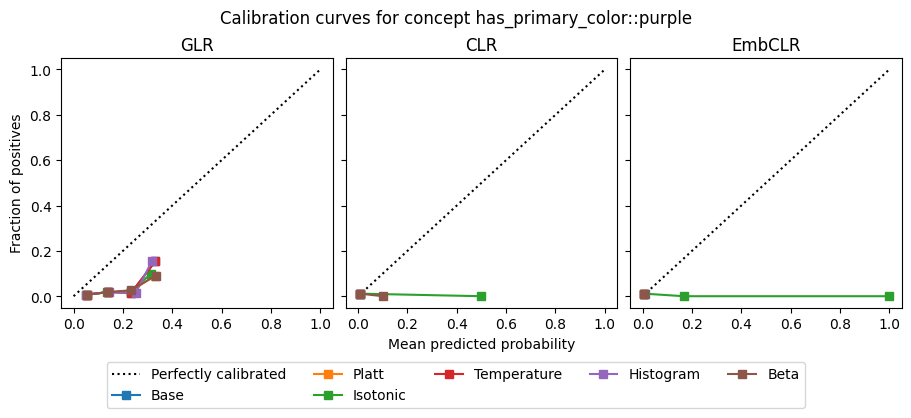 Calibration curves for concept has_primary_color::purple
GLR
CLR
EmbCLR
Fraction of positives
1.0
0.8
0.6
0.4
0.2
0.0
0.0 0.2 0.4 0.6 0.8 1.0
0.0 0.2 0.4 0.6 0.8 1.0
0.0 0.2 0.4 0.6 0.8 1.0
Mean predicted probability
Perfectly calibrated
Base
Platt
Isotonic
Temperature
Histogram
Beta